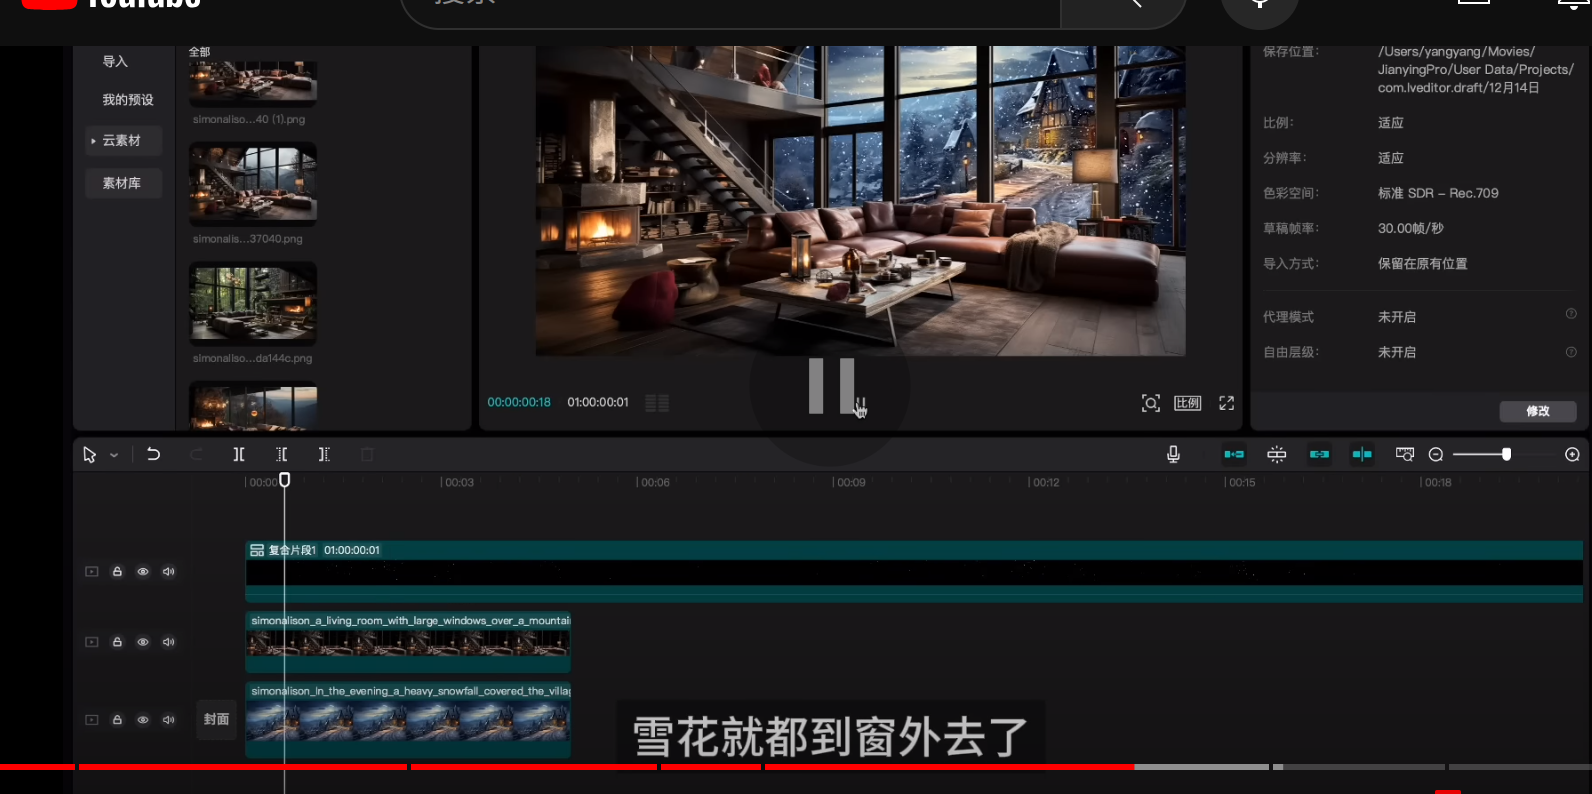 YouTube
搜索
全部
导入
我的预设
云素材
素材库
simonaliso...40 (1).png
simonalis...37040.png
simonaliso...da144c.png
00:00:00:18
01:00:00:01
比例
保存位置:
/Users/yangyang/Movies/
JianyingPro/User Data/Projects/
com.lveditor.draft/12月14日
比例:
适应
分辨率:
适应
色彩空间:
标准 SDR – Rec.709
草稿帧率:
30.00帧/秒
导入方式:
保留在原有位置
代理模式
未开启
自由层级:
未开启
修改
00:00
00:03
00:06
00:09
00:12
00:15
00:18
复合片段1 01:00:00:01
simonalison_a_living_room_with_large_windows_over_a_mountai
simonalison_In_the_evening_a_heavy_snowfall_covered_the_villag
封面
雪花就都到窗外去了